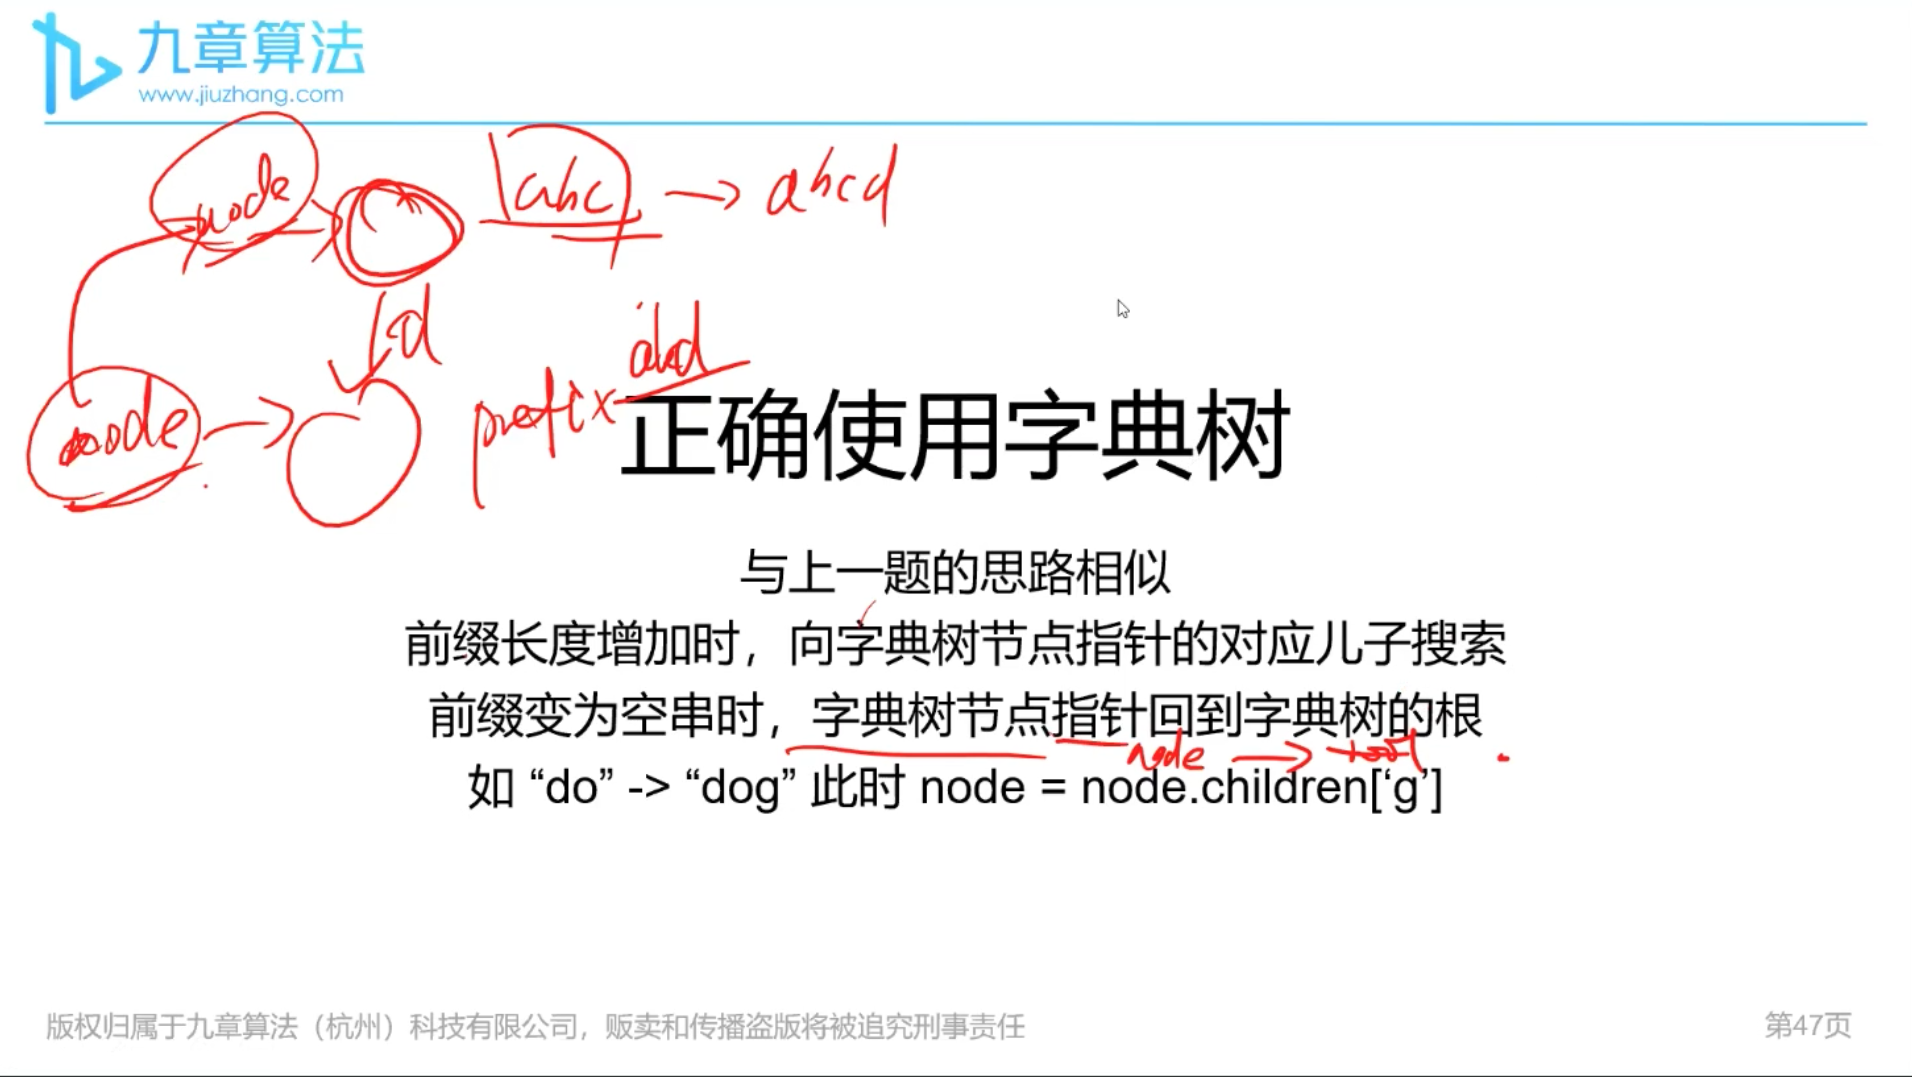 九章算法
www.jiuzhang.com
node
abc -> abcd
d
abcd
node ->
prefix
正确使用字典树
与上一题的思路相似
前缀长度增加时，向字典树节点指针的对应儿子搜索
前缀变为空串时，字典树节点指针回到字典树的根
node -> root
如 “do” -> “dog” 此时 node = node.children[‘g’]
版权归属于九章算法（杭州）科技有限公司，贩卖和传播盗版将被追究刑事责任
第47页